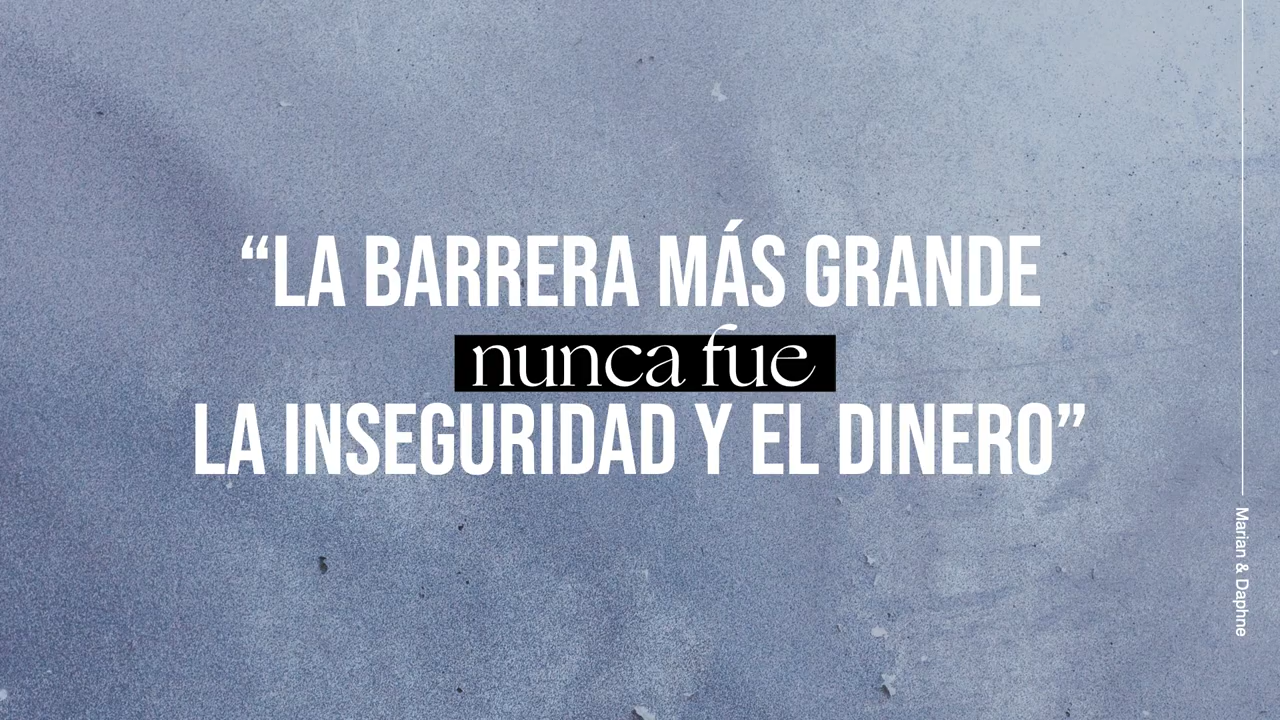 “LA BARRERA MÁS GRANDE
nunca fue
LA INSEGURIDAD Y EL DINERO”
Marian & Daphne